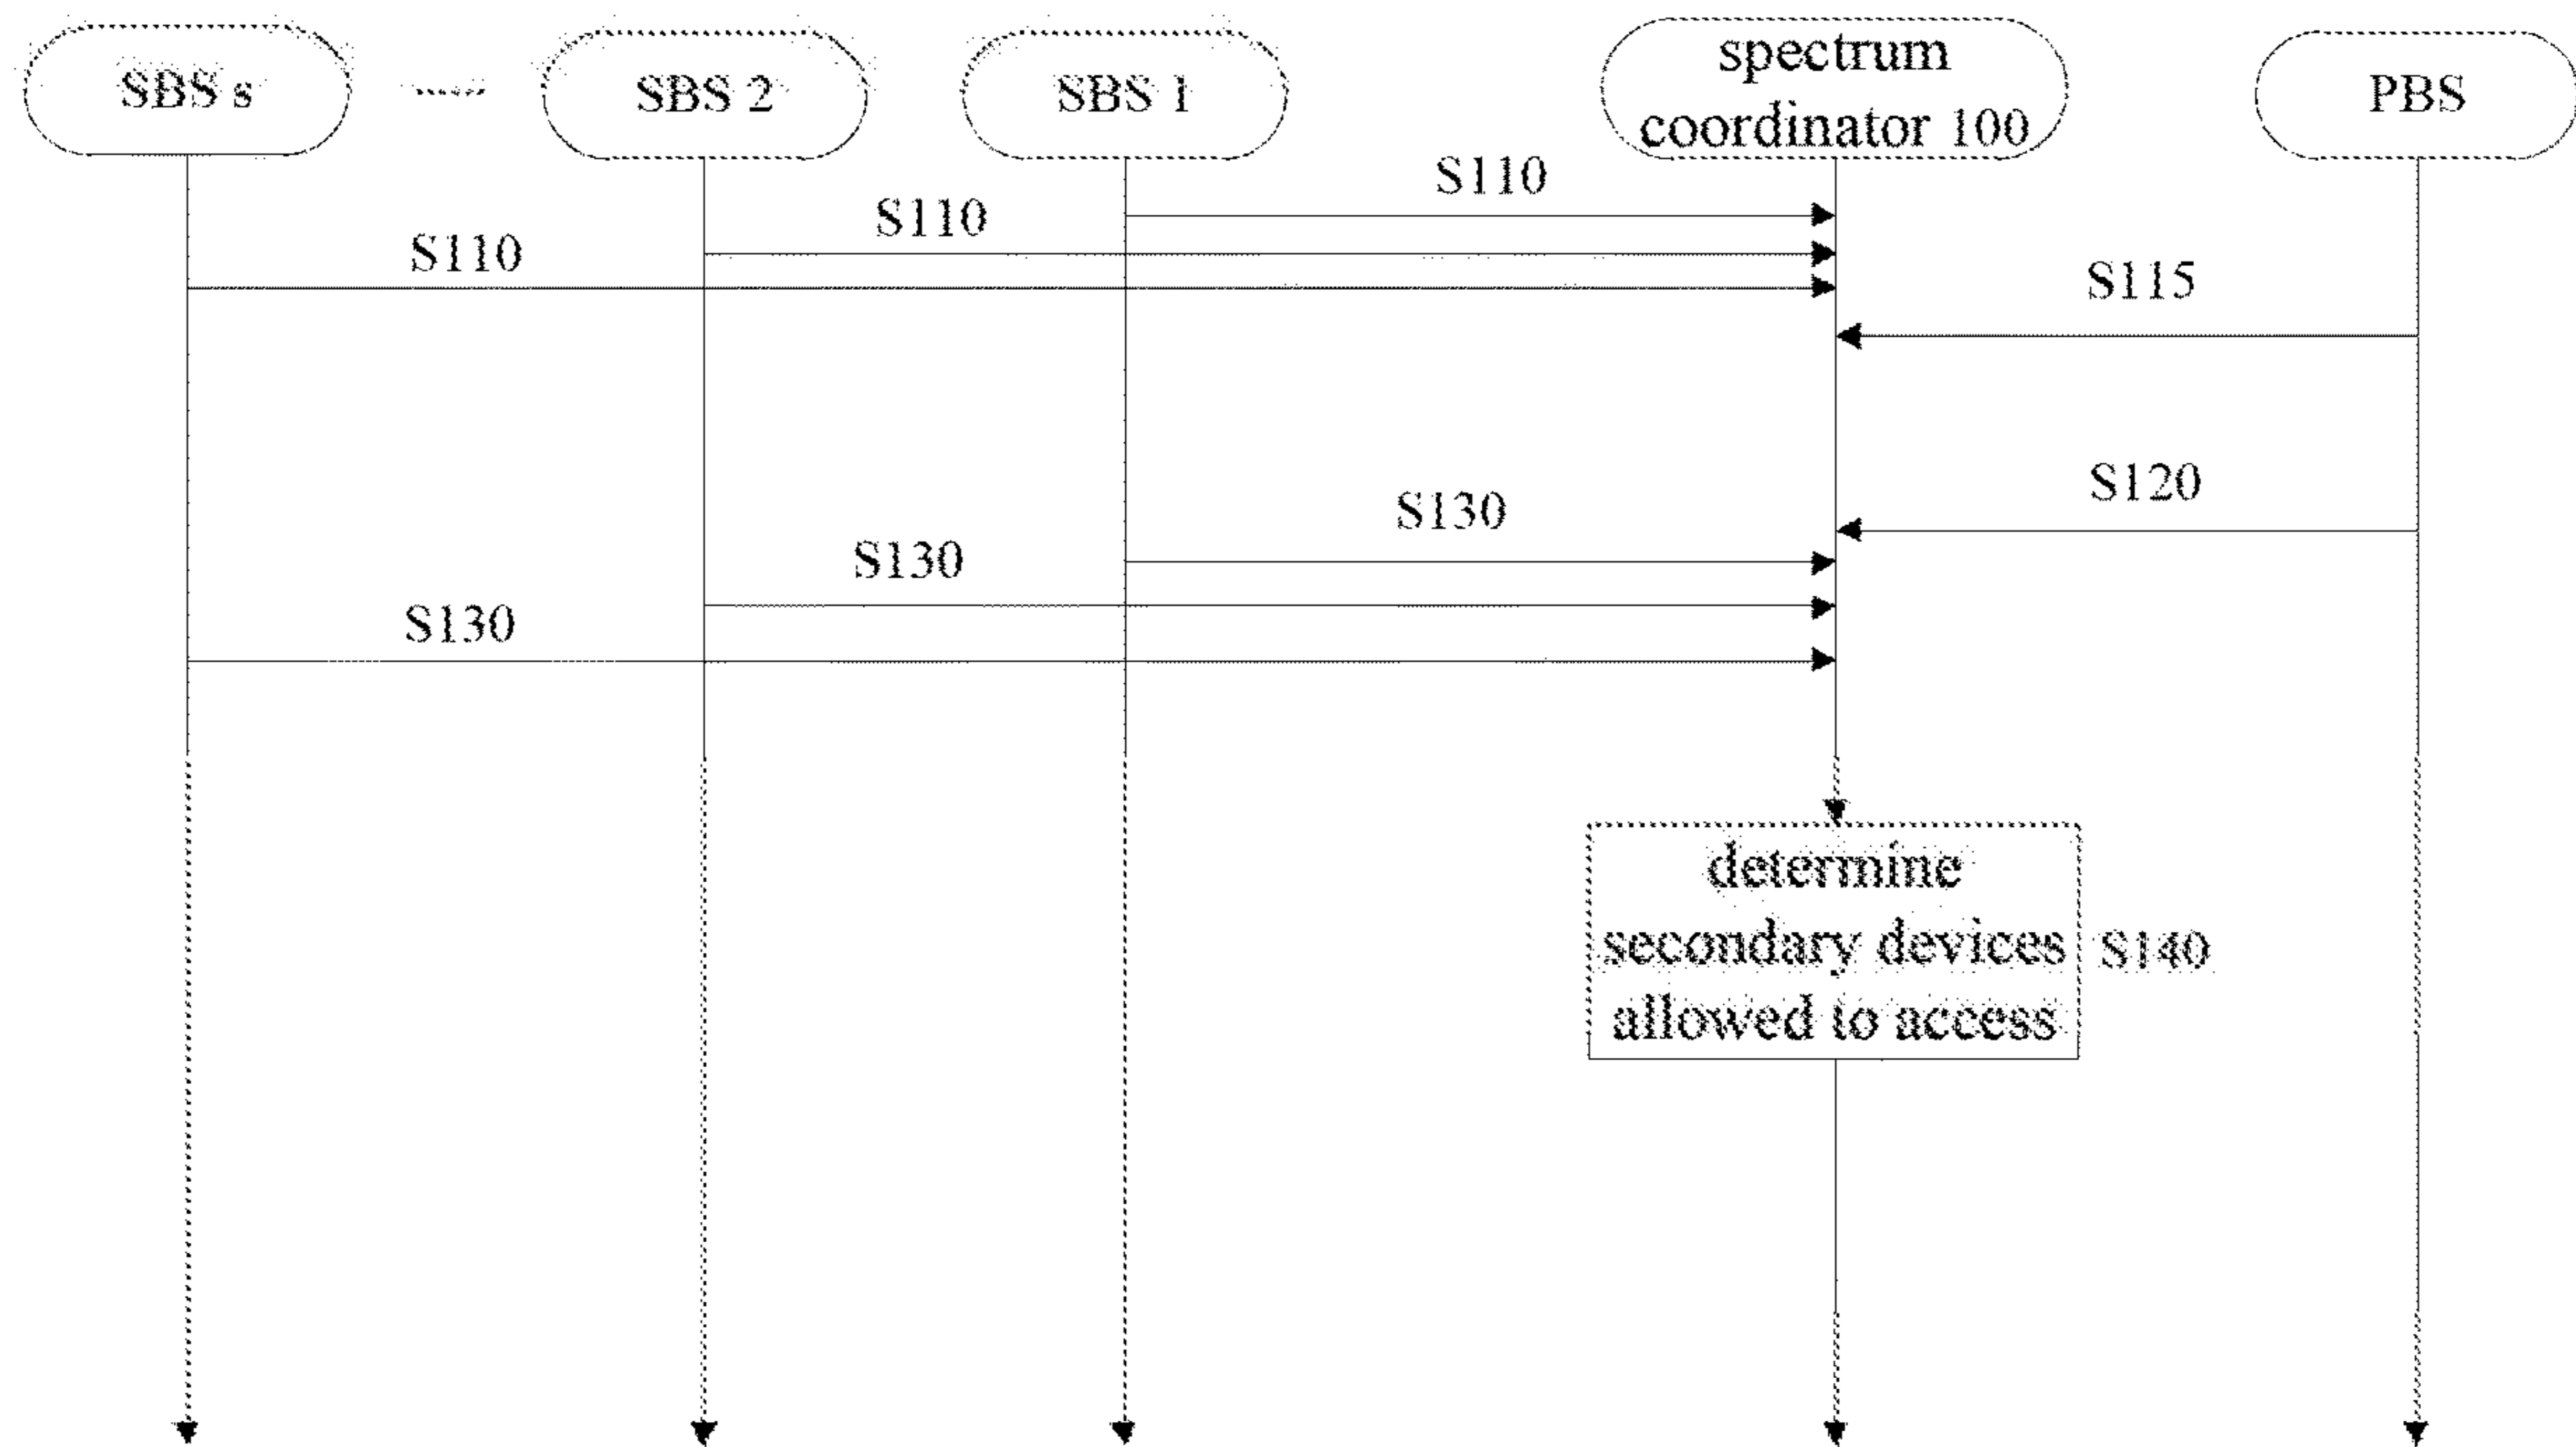 SBS s
SBS 2
SBS 1
spectrum
coordinator 100
PBS
S110
S110
S110
S115
S120
S130
S130
S130
determine
secondary devices
allowed to access
S140